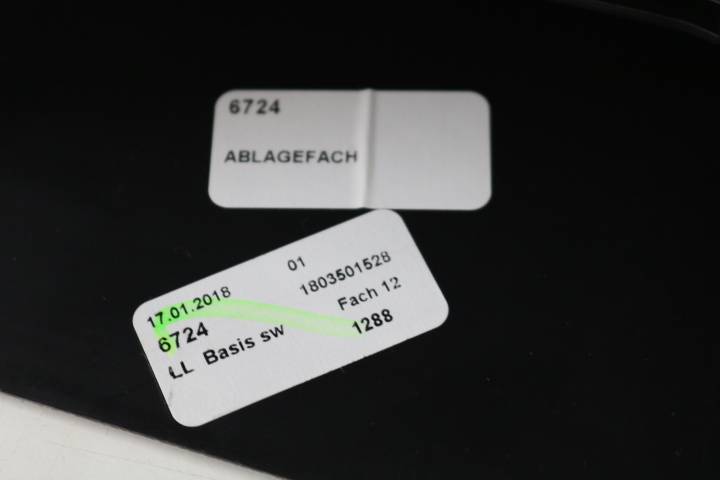 6724
ABLAGEFACH
01
17.01.2018 1803501528
6724 Fach 12
LL Basis sw 1288